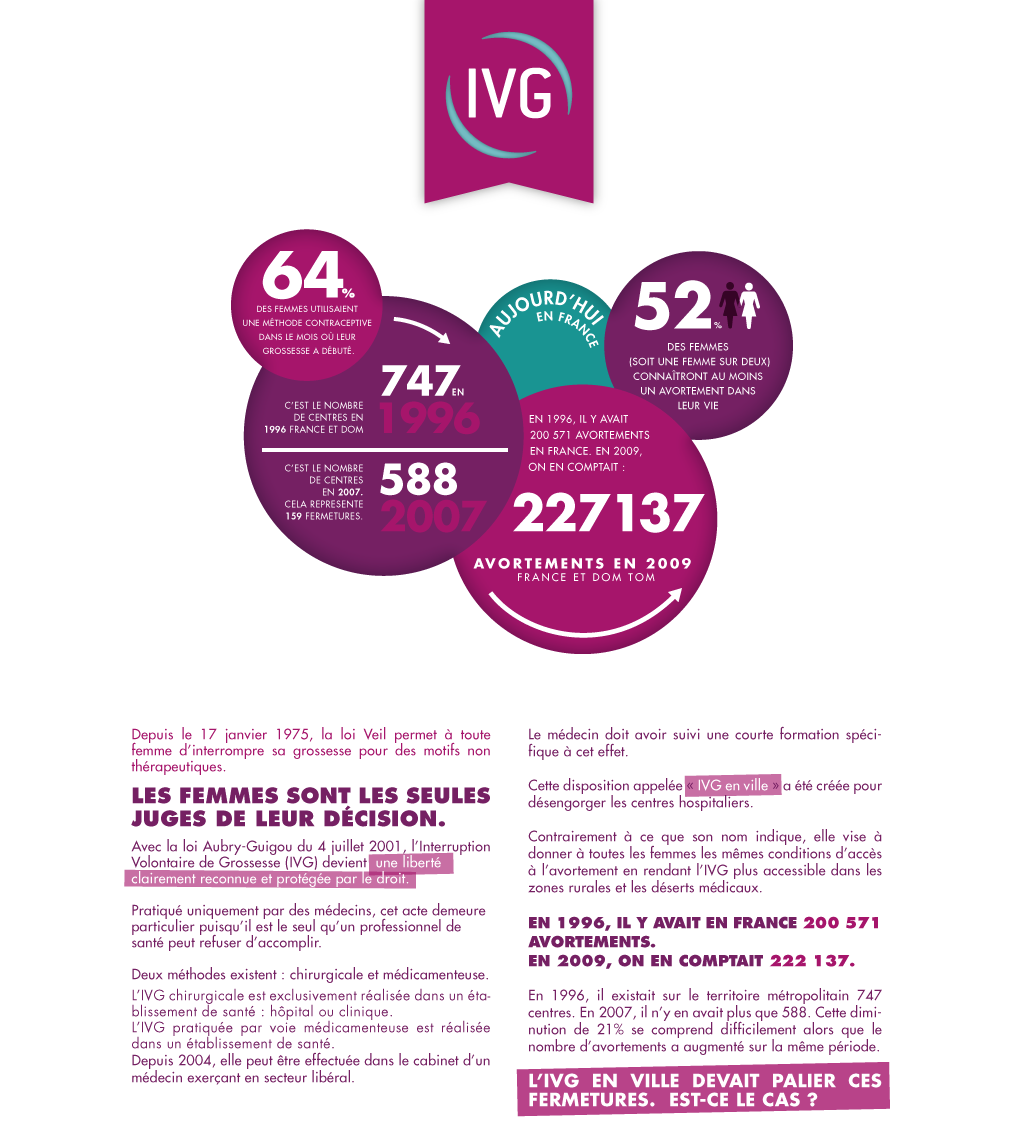 IVG
64%
DES FEMMES UTILISAIENT
UNE MÉTHODE CONTRACEPTIVE
DANS LE MOIS OÙ LEUR
GROSSESSE A DÉBUTÉ.
747 EN
1996
C'EST LE NOMBRE
DE CENTRES EN
1996 FRANCE ET DOM
C'EST LE NOMBRE
DE CENTRES
EN 2007.
CELA REPRESENTE
159 FERMETURES.
588
2007
AUJOURD'HUI
EN FRANCE
52%
DES FEMMES
(SOIT UNE FEMME SUR DEUX)
CONNAÎTRONT AU MOINS
UN AVORTEMENT DANS
LEUR VIE
EN 1996, IL Y AVAIT
200 571 AVORTEMENTS
EN FRANCE. EN 2009,
ON EN COMPTAIT :
227137
AVORTEMENTS EN 2009
FRANCE ET DOM TOM
Depuis le 17 janvier 1975, la loi Veil permet à toute
femme d'interrompre sa grossesse pour des motifs non
thérapeutiques.
LES FEMMES SONT LES SEULES
JUGES DE LEUR DÉCISION.
Avec la loi Aubry-Guigou du 4 juillet 2001, l'Interruption
Volontaire de Grossesse (IVG) devient une liberté
clairement reconnue et protégée par le droit.
Pratiqué uniquement par des médecins, cet acte demeure
particulier puisqu'il est le seul qu'un professionnel de
santé peut refuser d'accomplir.
Deux méthodes existent : chirurgicale et médicamenteuse.
L'IVG chirurgicale est exclusivement réalisée dans un éta-
blissement de santé : hôpital ou clinique.
L'IVG pratiquée par voie médicamenteuse est réalisée
dans un établissement de santé.
Depuis 2004, elle peut être effectuée dans le cabinet d'un
médecin exerçant en secteur libéral.
Le médecin doit avoir suivi une courte formation spéci-
fique à cet effet.
Cette disposition appelée « IVG en ville » a été créée pour
désengorger les centres hospitaliers.
Contrairement à ce que son nom indique, elle vise à
donner à toutes les femmes les mêmes conditions d'accès
à l'avortement en rendant l'IVG plus accessible dans les
zones rurales et les déserts médicaux.
EN 1996, IL Y AVAIT EN FRANCE 200 571
AVORTEMENTS.
EN 2009, ON EN COMPTAIT 222 137.
En 1996, il existait sur le territoire métropolitain 747
centres. En 2007, il n'y en avait plus que 588. Cette dimi-
nution de 21% se comprend difficilement alors que le
nombre d'avortements a augmenté sur la même période.
L'IVG EN VILLE DEVAIT PALIER CES
FERMETURES. EST-CE LE CAS ?